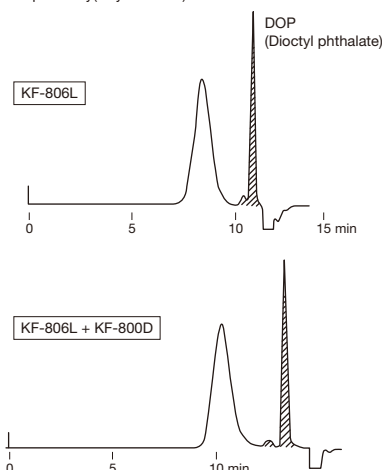 DOP
(Dioctyl phthalate)
KF-806L
0 5 10 15 min
KF-806L + KF-800D
0 5 10 min